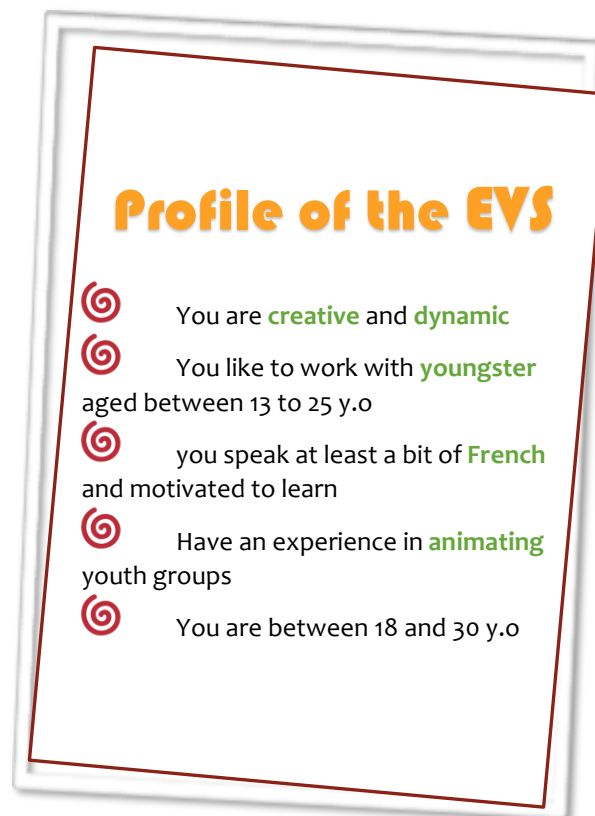 Profile of the EVS
You are creative and dynamic
You like to work with youngster
aged between 13 to 25 y.o
you speak at least a bit of French
and motivated to learn
Have an experience in animating
youth groups
You are between 18 and 30 y.o